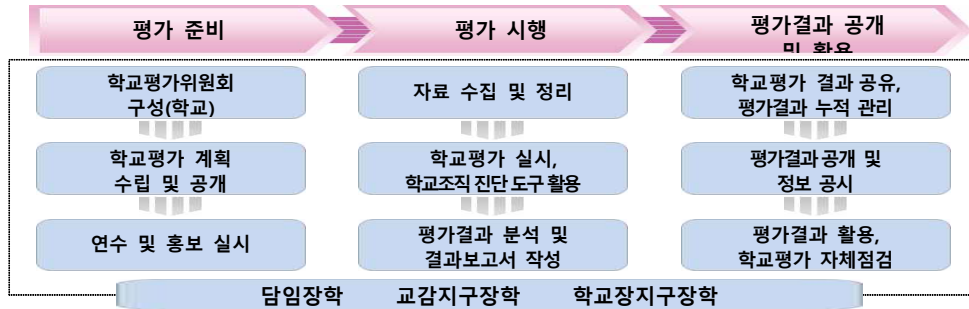 평가 준비
평가 시행
평가결과 공개
및 활용
학교평가위원회
구성(학교)
학교평가 계획
수립 및 공개
연수 및 홍보 실시
자료 수집 및 정리
학교평가 실시,
학교조직 진단 도구 활용
평가결과 분석 및
결과보고서 작성
학교평가 결과 공유,
평가결과 누적 관리
평가결과 공개 및
정보 공시
평가결과 활용,
학교평가 자체점검
담임장학 교감지구장학 학교장지구장학